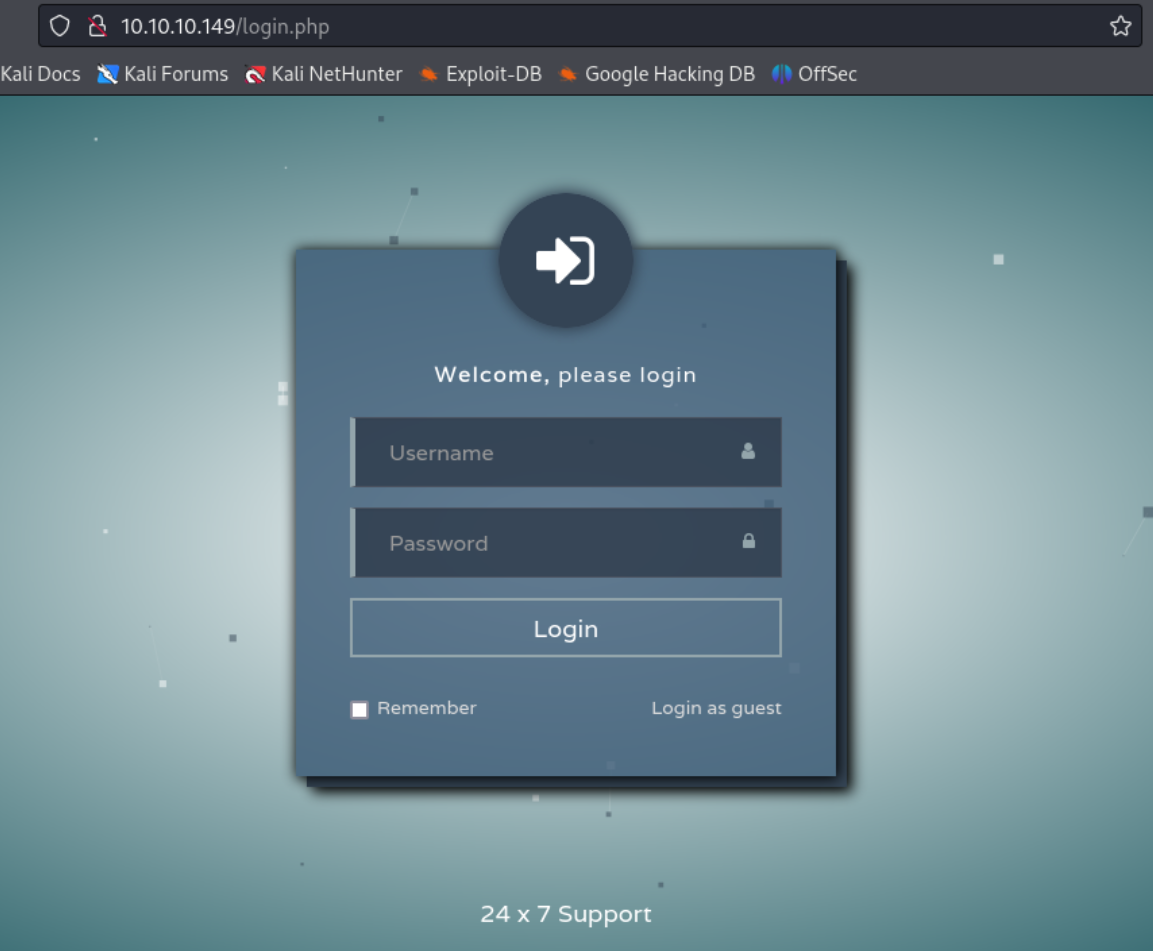 10.10.10.149/login.php
Kali Docs Kali Forums Kali NetHunter Exploit-DB Google Hacking DB OffSec
Welcome, please login
Username
Password
Login
Remember Login as guest
24 x 7 Support